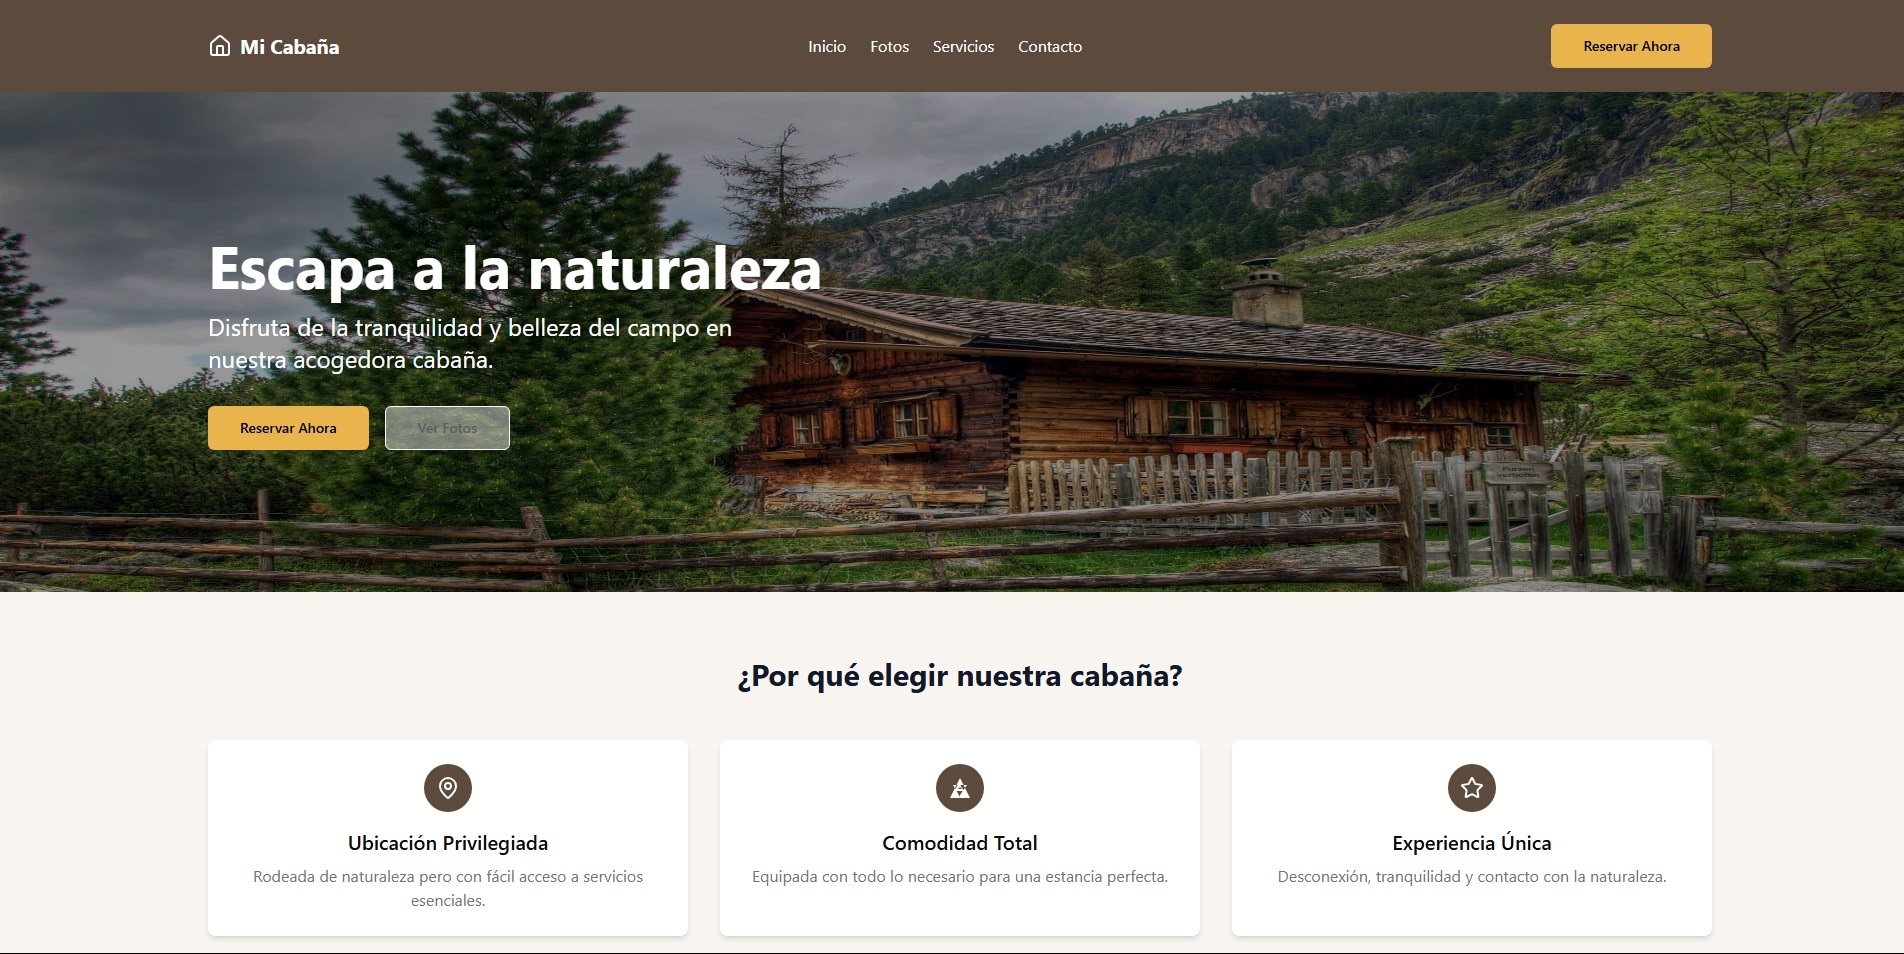 Mi Cabaña
Inicio Fotos Servicios Contacto
Reservar Ahora
Escapa a la naturaleza
Disfruta de la tranquilidad y belleza del campo en
nuestra acogedora cabaña.
Reservar Ahora
Ver Fotos
¿Por qué elegir nuestra cabaña?
Ubicación Privilegiada
Rodeada de naturaleza pero con fácil acceso a servicios
esenciales.
Comodidad Total
Equipada con todo lo necesario para una estancia perfecta.
Experiencia Única
Desconexión, tranquilidad y contacto con la naturaleza.